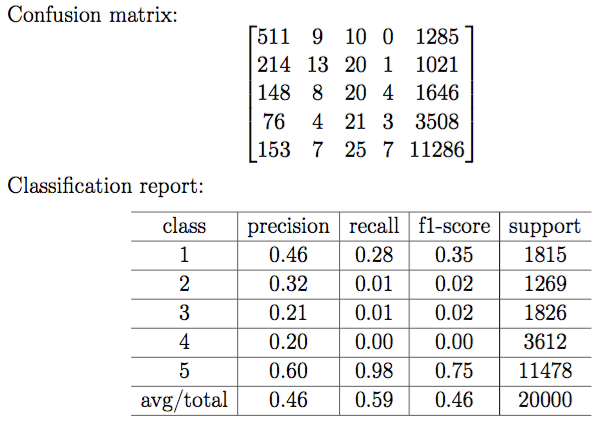 Confusion matrix:
511 9 10 0 1285
214 13 20 1 1021
148 8 20 4 1646
76 4 21 3 3508
153 7 25 7 11286
Classification report:
class precision recall f1-score support
1 0.46 0.28 0.35 1815
2 0.32 0.01 0.02 1269
3 0.21 0.01 0.02 1826
4 0.20 0.00 0.00 3612
5 0.60 0.98 0.75 11478
avg/total 0.46 0.59 0.46 20000